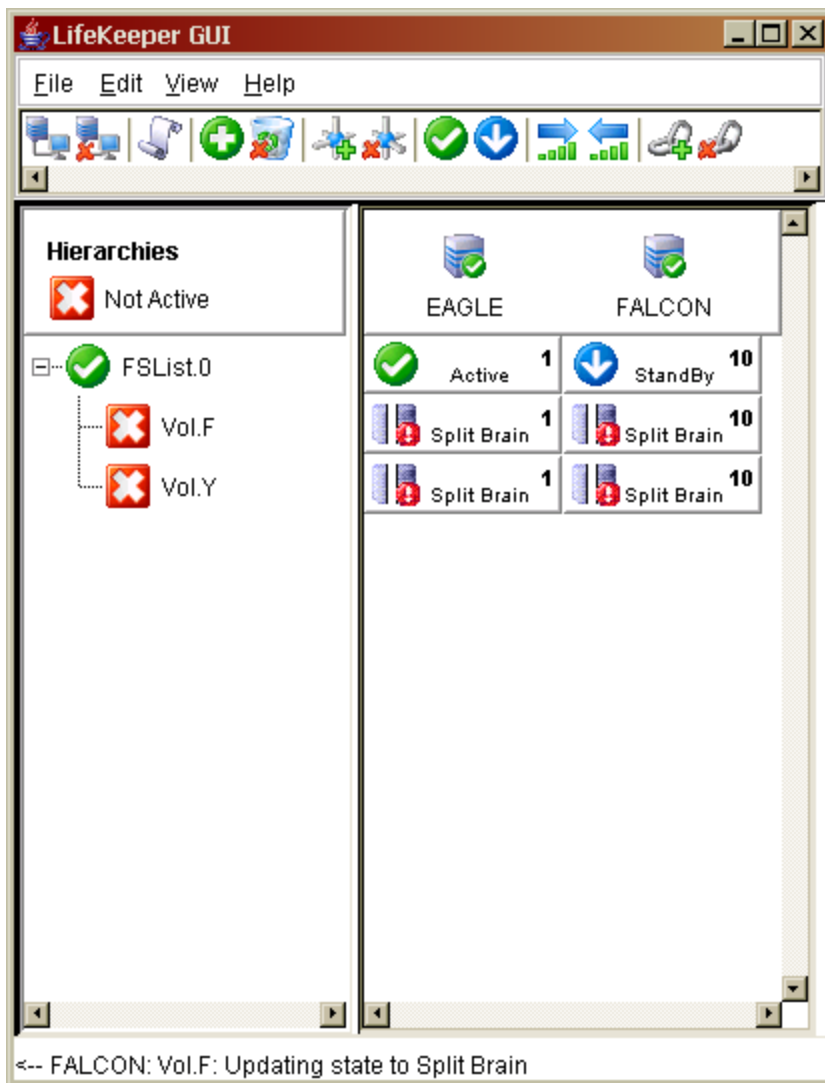 LifeKeeper GUI
File Edit View Help
Hierarchies
Not Active
EAGLE FALCON
FSList.0
Active 1 StandBy 10
Vol.F
Split Brain 1 Split Brain 10
Vol.Y
Split Brain 1 Split Brain 10
<-- FALCON: Vol.F: Updating state to Split Brain